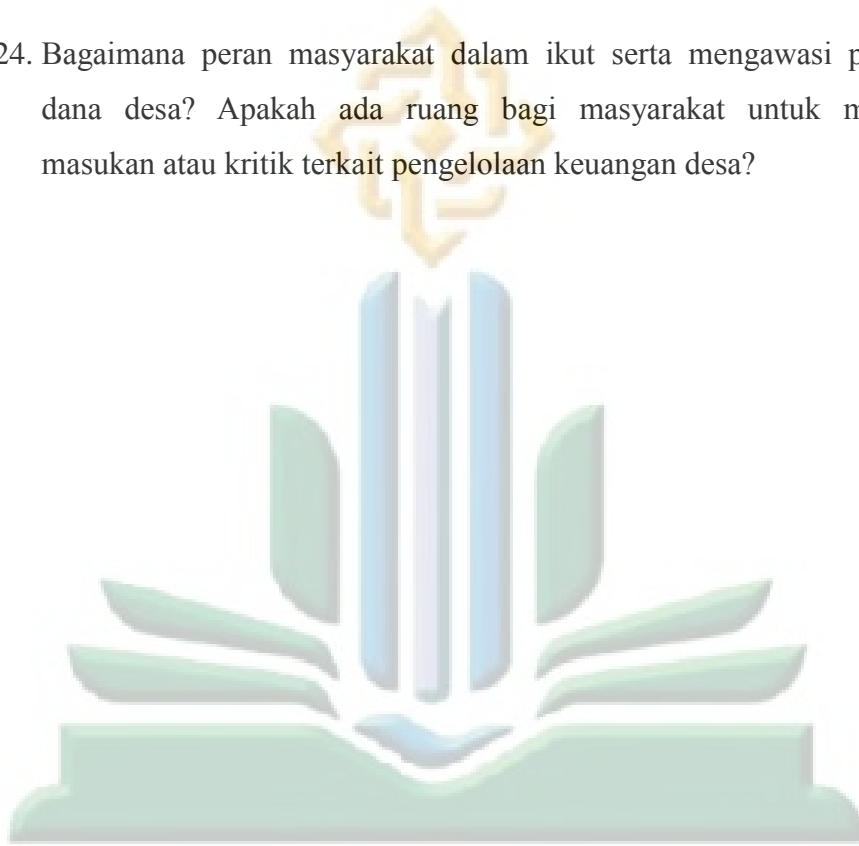 24. Bagaimana peran masyarakat dalam ikut serta mengawasi
dana desa? Apakah ada ruang bagi masyarakat untuk
masukan atau kritik terkait pengelolaan keuangan desa?